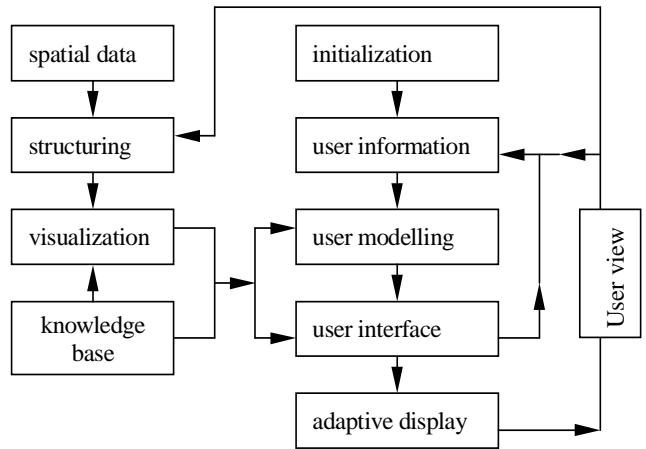 spatial data
structuring
visualization
knowledge
base
initialization
user information
user modelling
user interface
adaptive display
User view